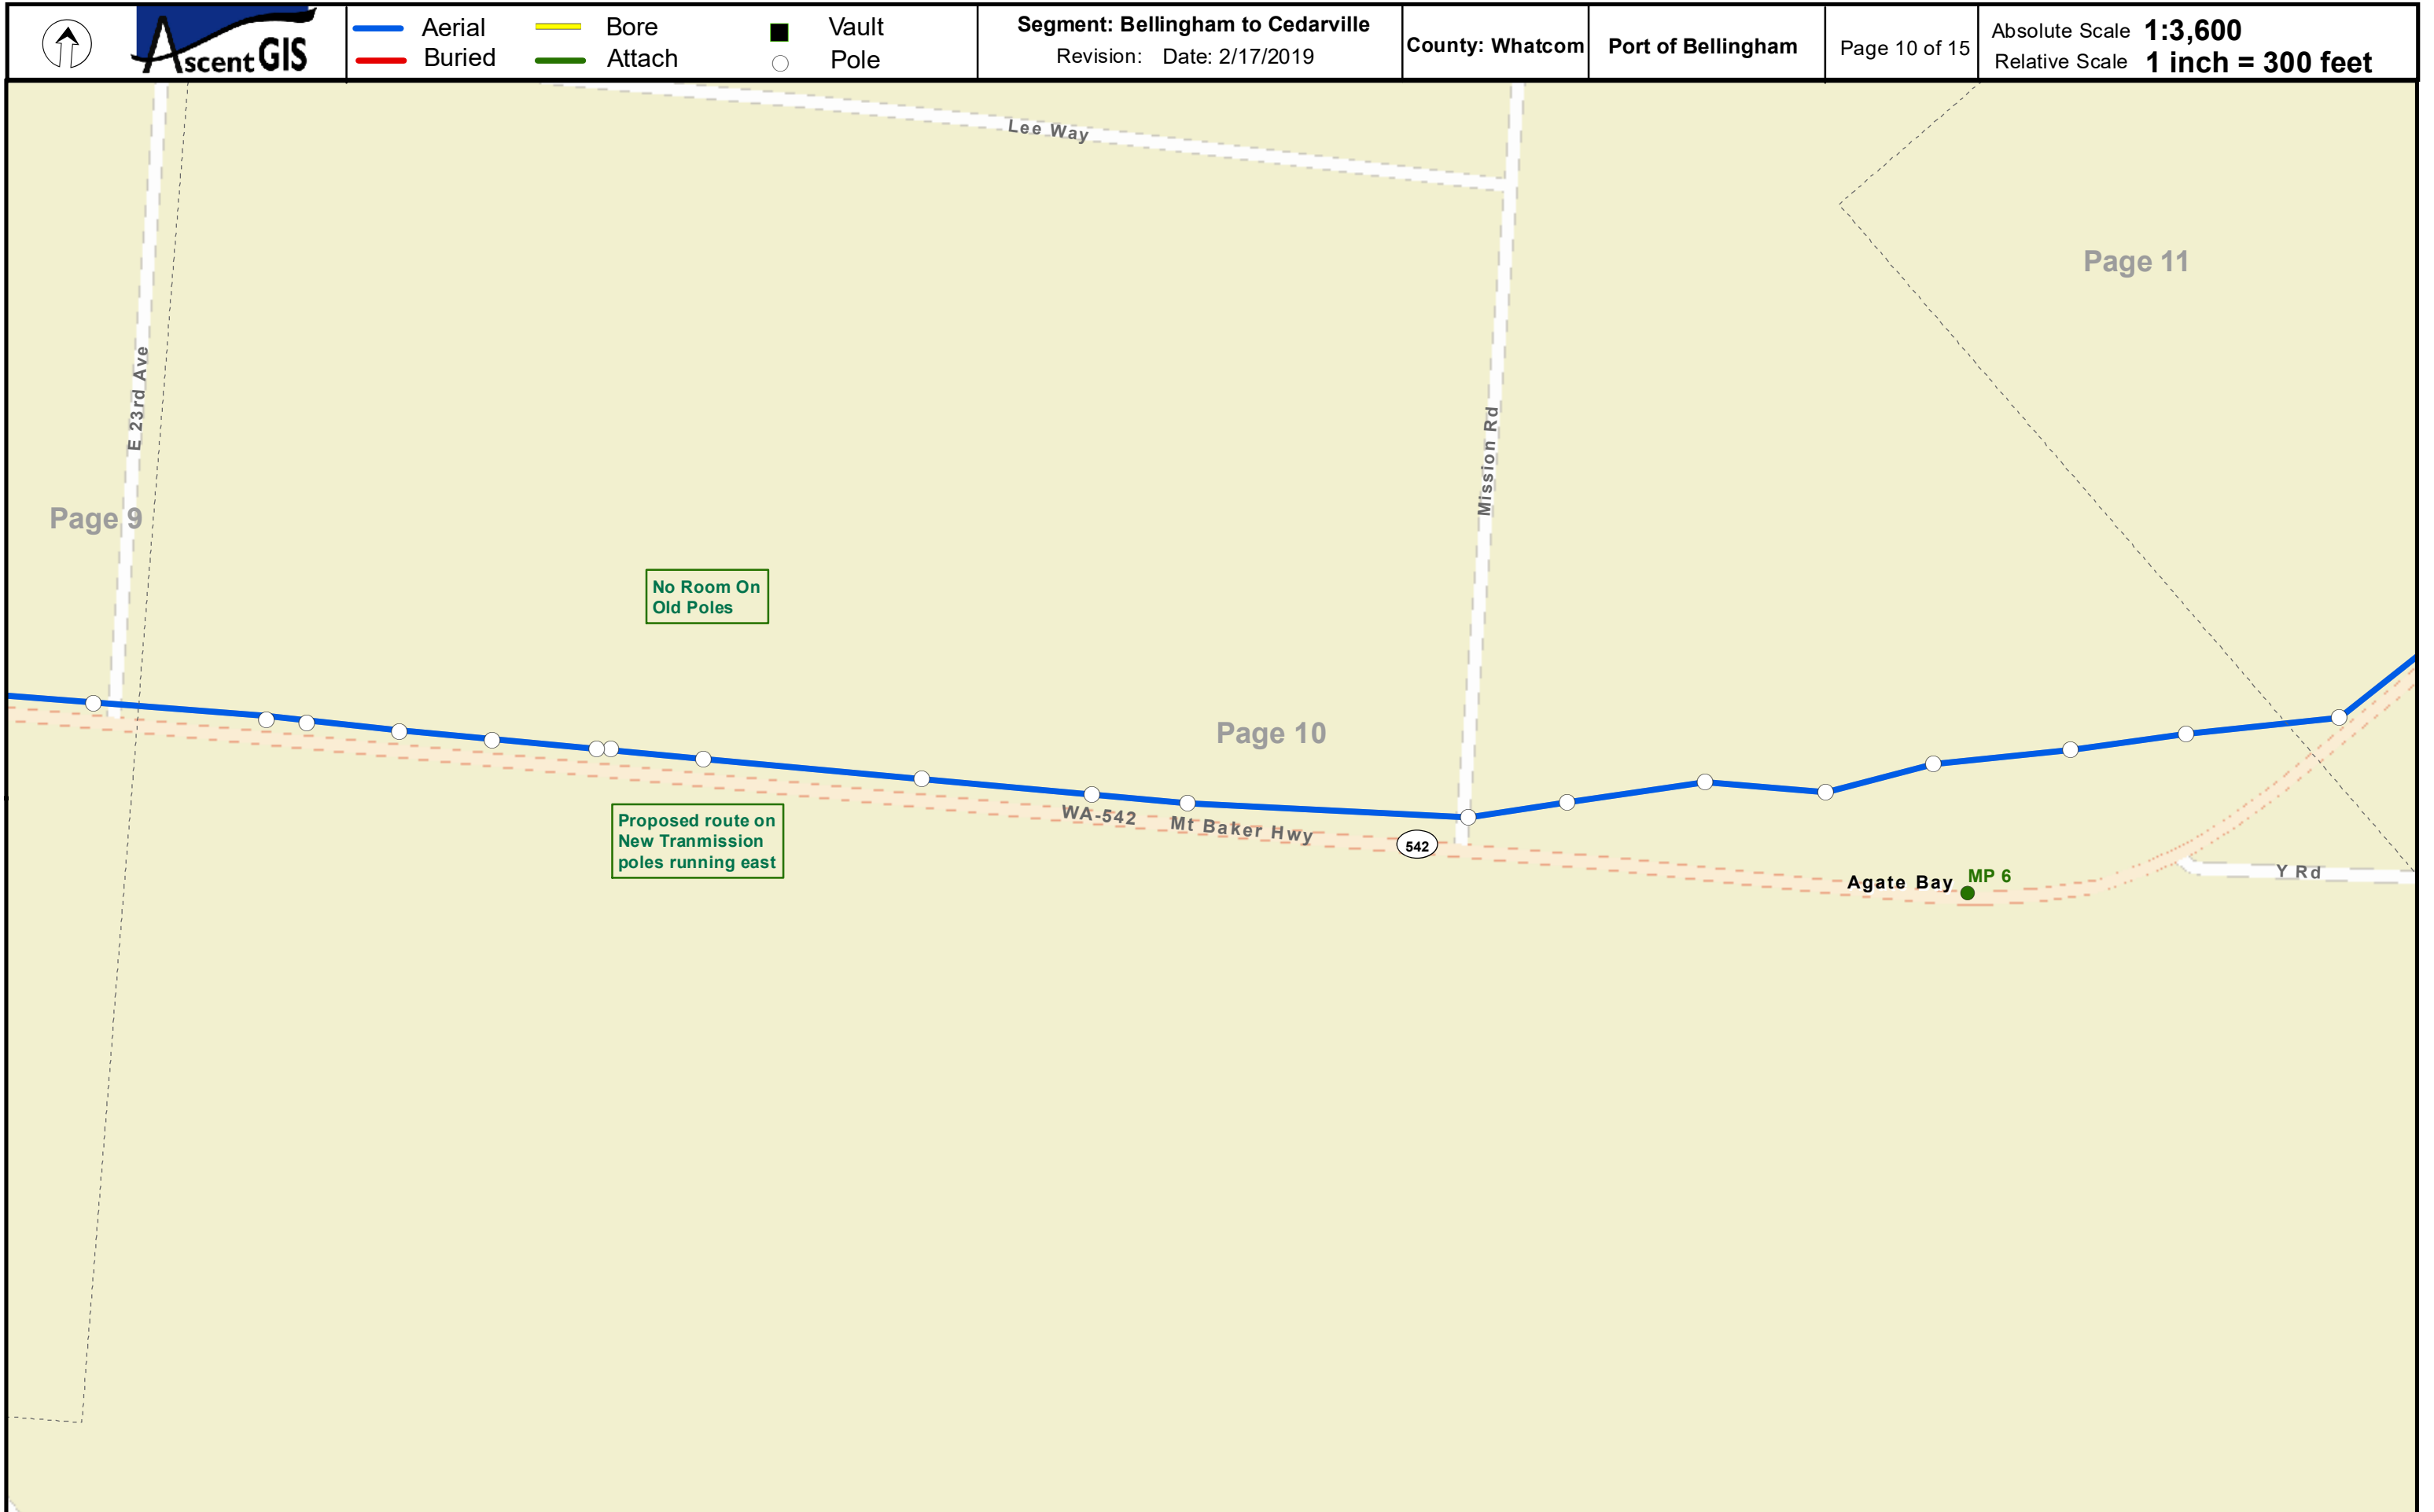 Ascent GIS
Aerial
Buried
Bore
Attach
Vault
Pole
Segment: Bellingham to Cedarville
Revision: Date: 2/17/2019
County: Whatcom
Port of Bellingham
Page 10 of 15
Absolute Scale 1:3,600
Relative Scale 1 inch = 300 feet
Lee Way
Page 11
E 23rd Ave
Mission Rd
Page 9
No Room On
Old Poles
Page 10
Proposed route on
New Tranmission
poles running east
WA-542 Mt Baker Hwy
542
Agate Bay
MP 6
Y Rd